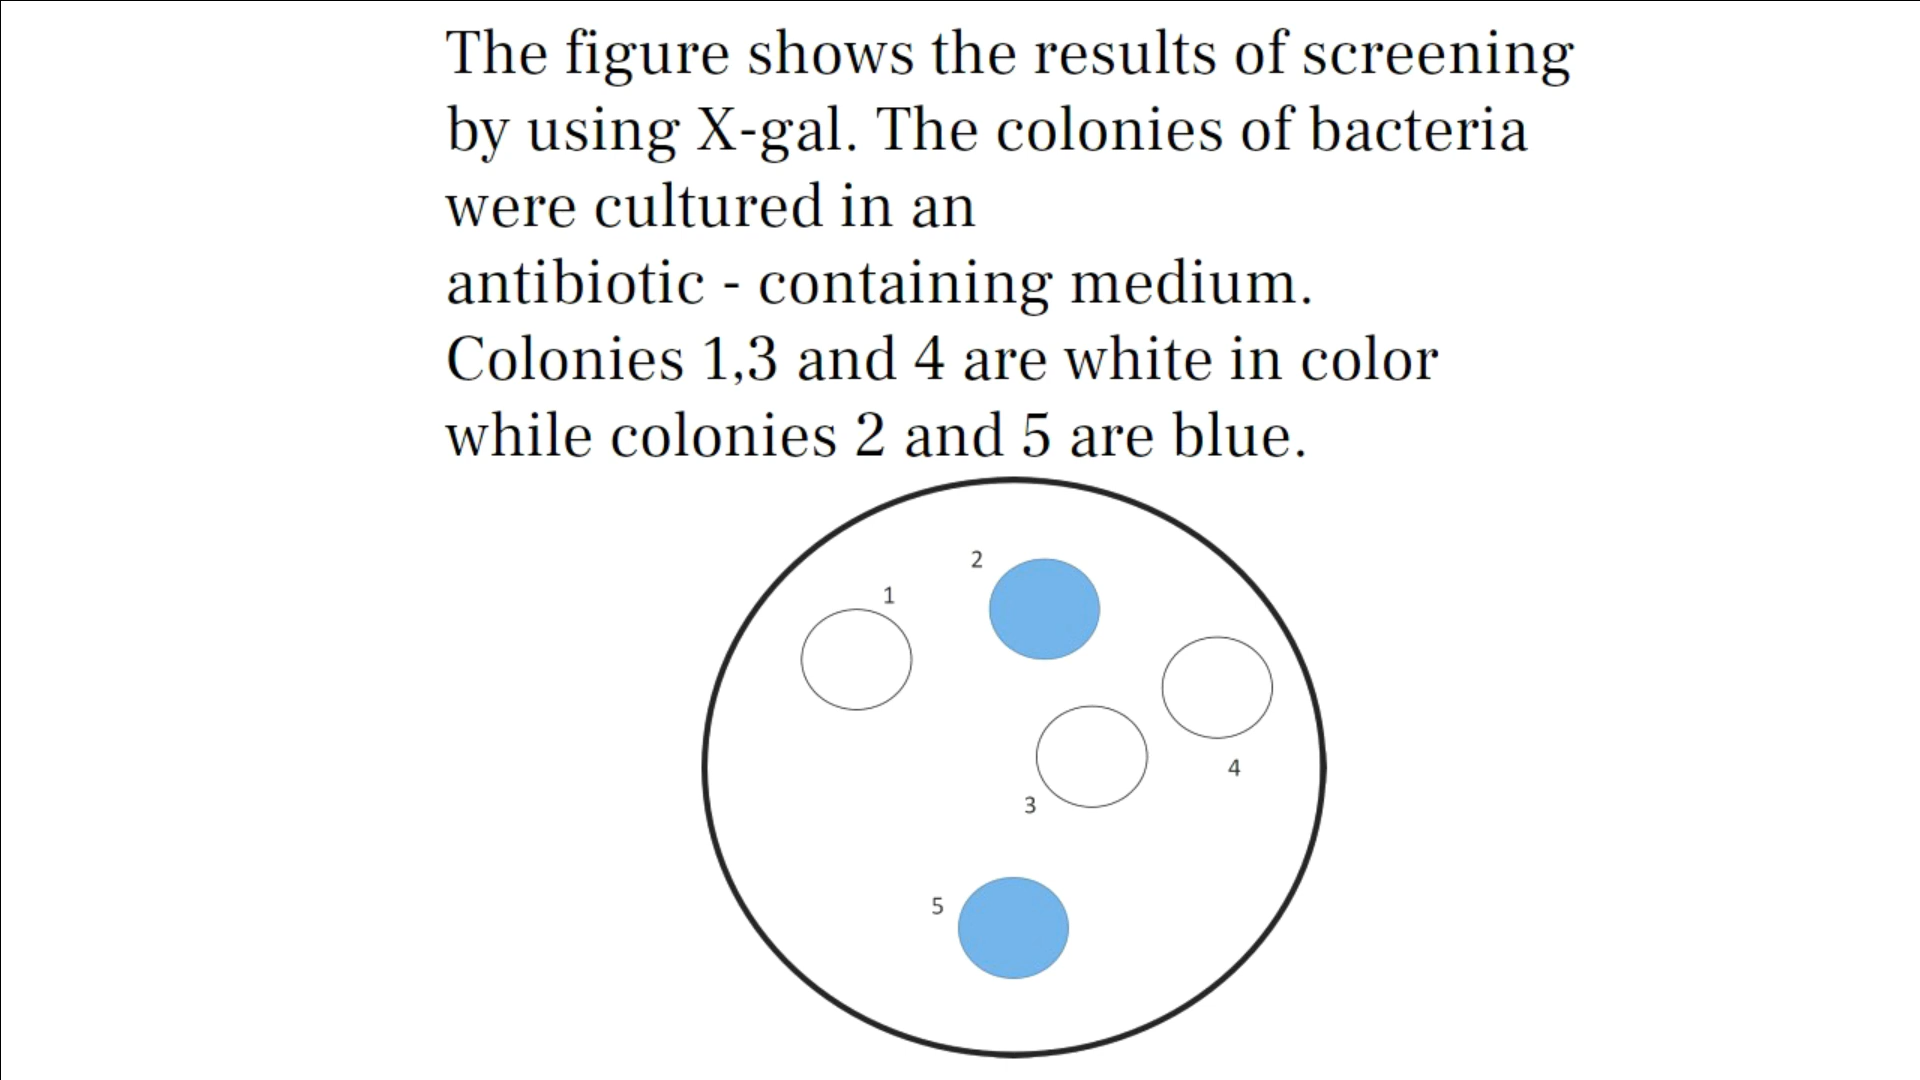 The figure shows the results of screening
by using X-gal. The colonies of bacteria
were cultured in an
antibiotic - containing medium.
Colonies 1,3 and 4 are white in color
while colonies 2 and 5 are blue.
2
1
4
3
5